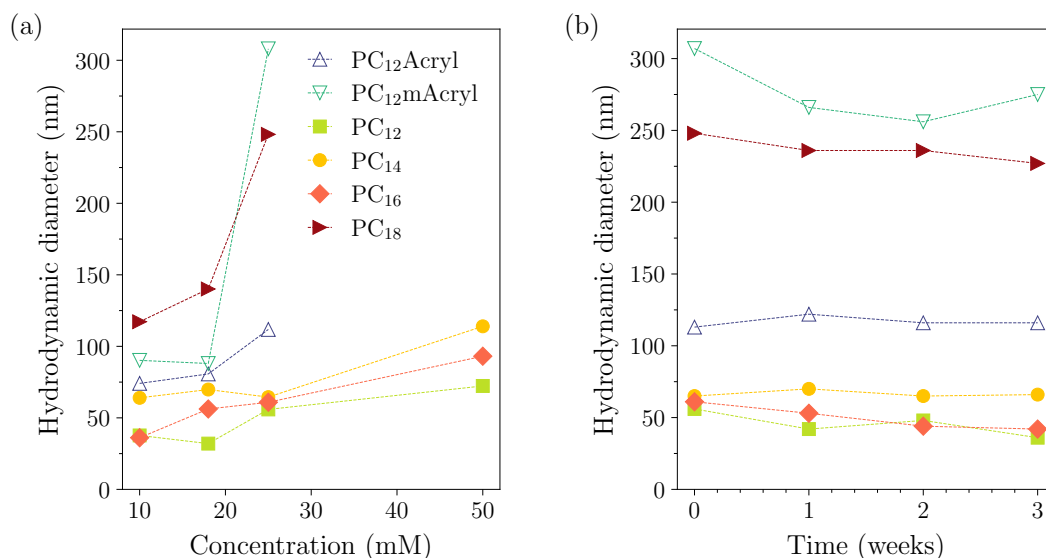 (a)
Hydrodynamic diameter (nm)
300
250
200
150
100
50
0
10
20
30
40
50
Concentration (mM)
PC₁₂Acryl
PC₁₂mAcryl
PC₁₂
PC₁₄
PC₁₆
PC₁₈
(b)
Hydrodynamic diameter (nm)
300
250
200
150
100
50
0
0
1
2
3
Time (weeks)